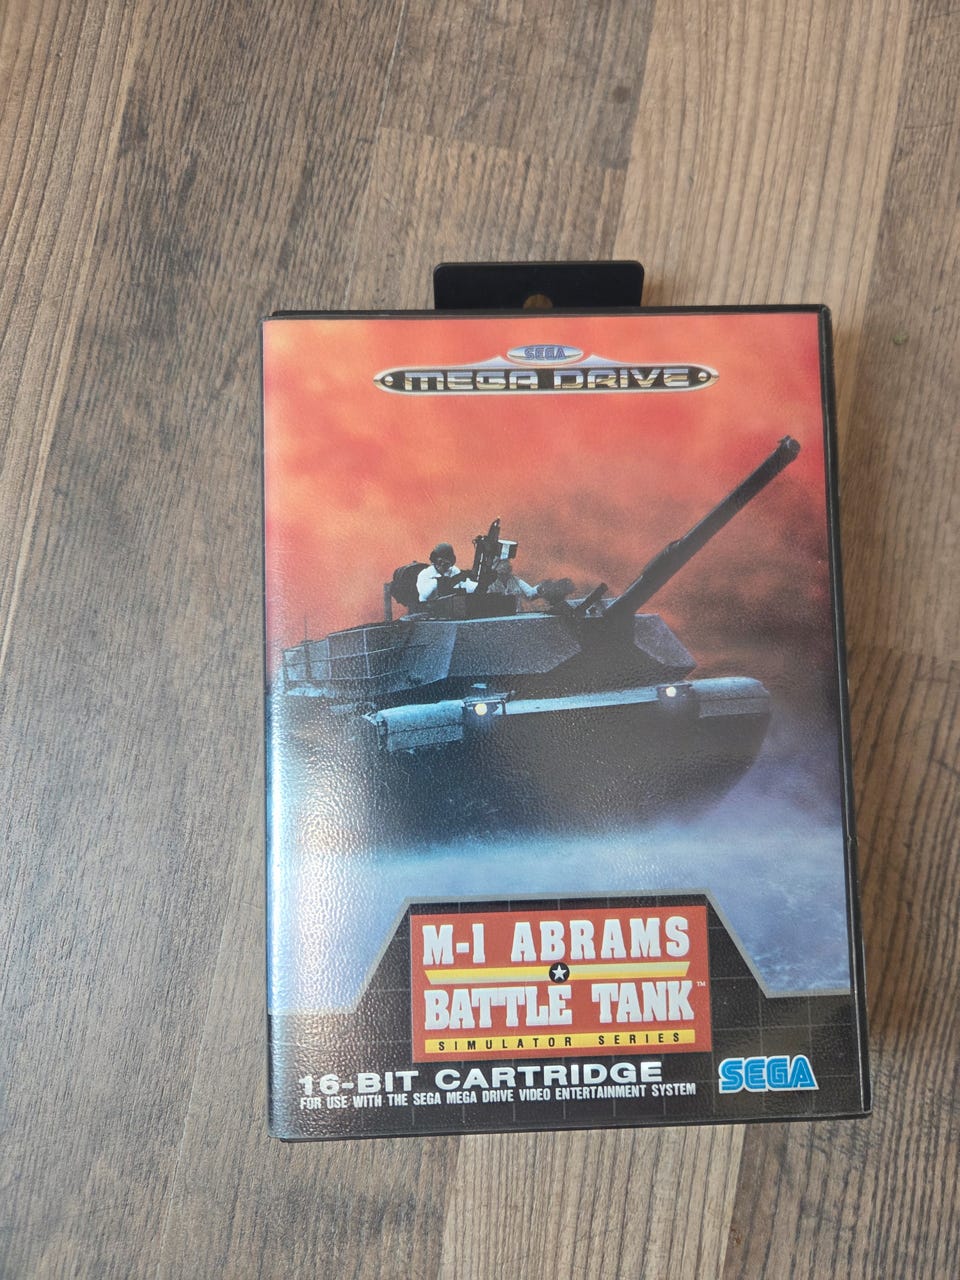 SEGA
MEGA DRIVE
M-1 ABRAMS
BATTLE TANK™
SIMULATOR SERIES
16-BIT CARTRIDGE
FOR USE WITH THE SEGA MEGA DRIVE VIDEO ENTERTAINMENT SYSTEM
SEGA